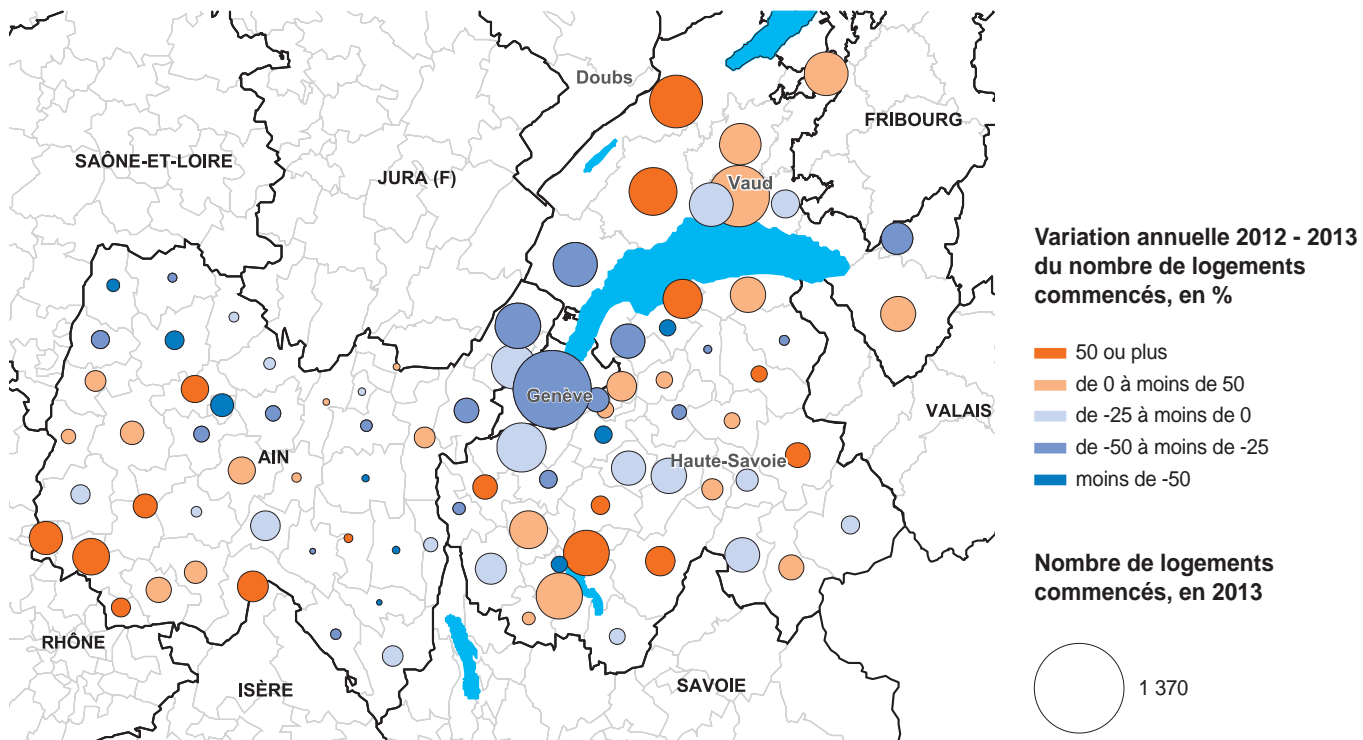 Doubs
FRIBOURG
SAÔNE-ET-LOIRE
JURA (F)
Vaud
Variation annuelle 2012 - 2013
du nombre de logements
commencés, en %
50 ou plus
de 0 à moins de 50
de -25 à moins de 0
de -50 à moins de -25
moins de -50
Genève
VALAIS
AIN
Haute-Savoie
Nombre de logements
commencés, en 2013
RHÔNE
ISÈRE
SAVOIE
1 370